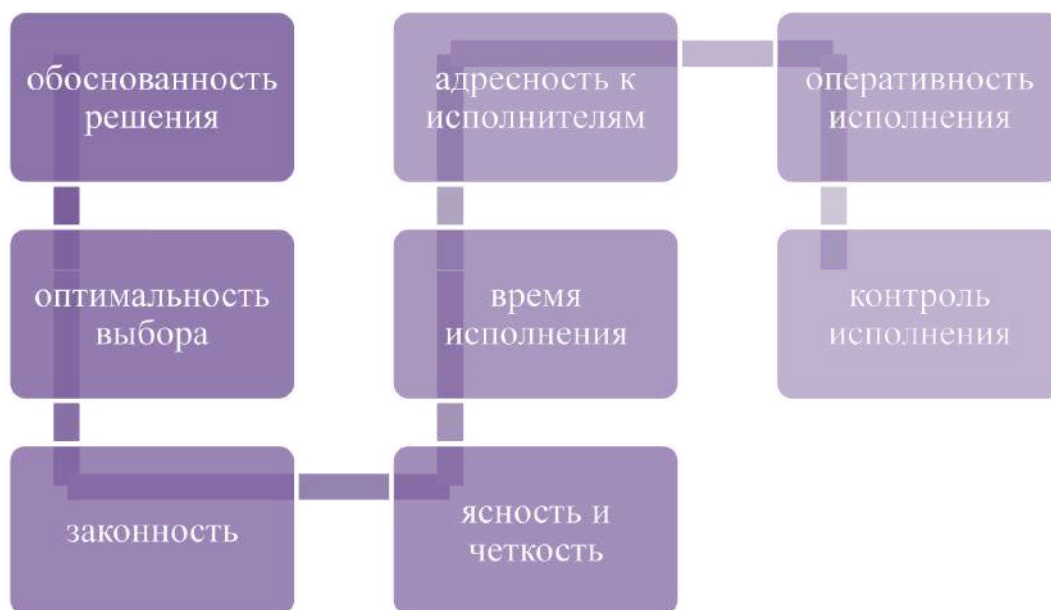 обоснованность
решения
оптимальность
выбора
законность
ясность и
четкость
время
исполнения
адресность к
исполнителям
оперативность
исполнения
контроль
исполнения